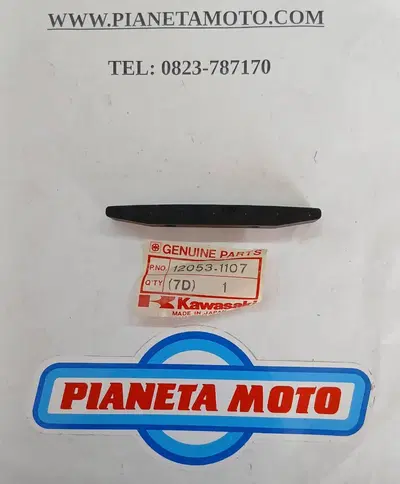 WWW.PIANETAMOTO.COM
TEL: 0823-787170
GENUINE PARTS
P.NO. 12053-1107
Q'TY (7D) 1
Kawasaki
MADE IN JAPAN
PIANETA MOTO